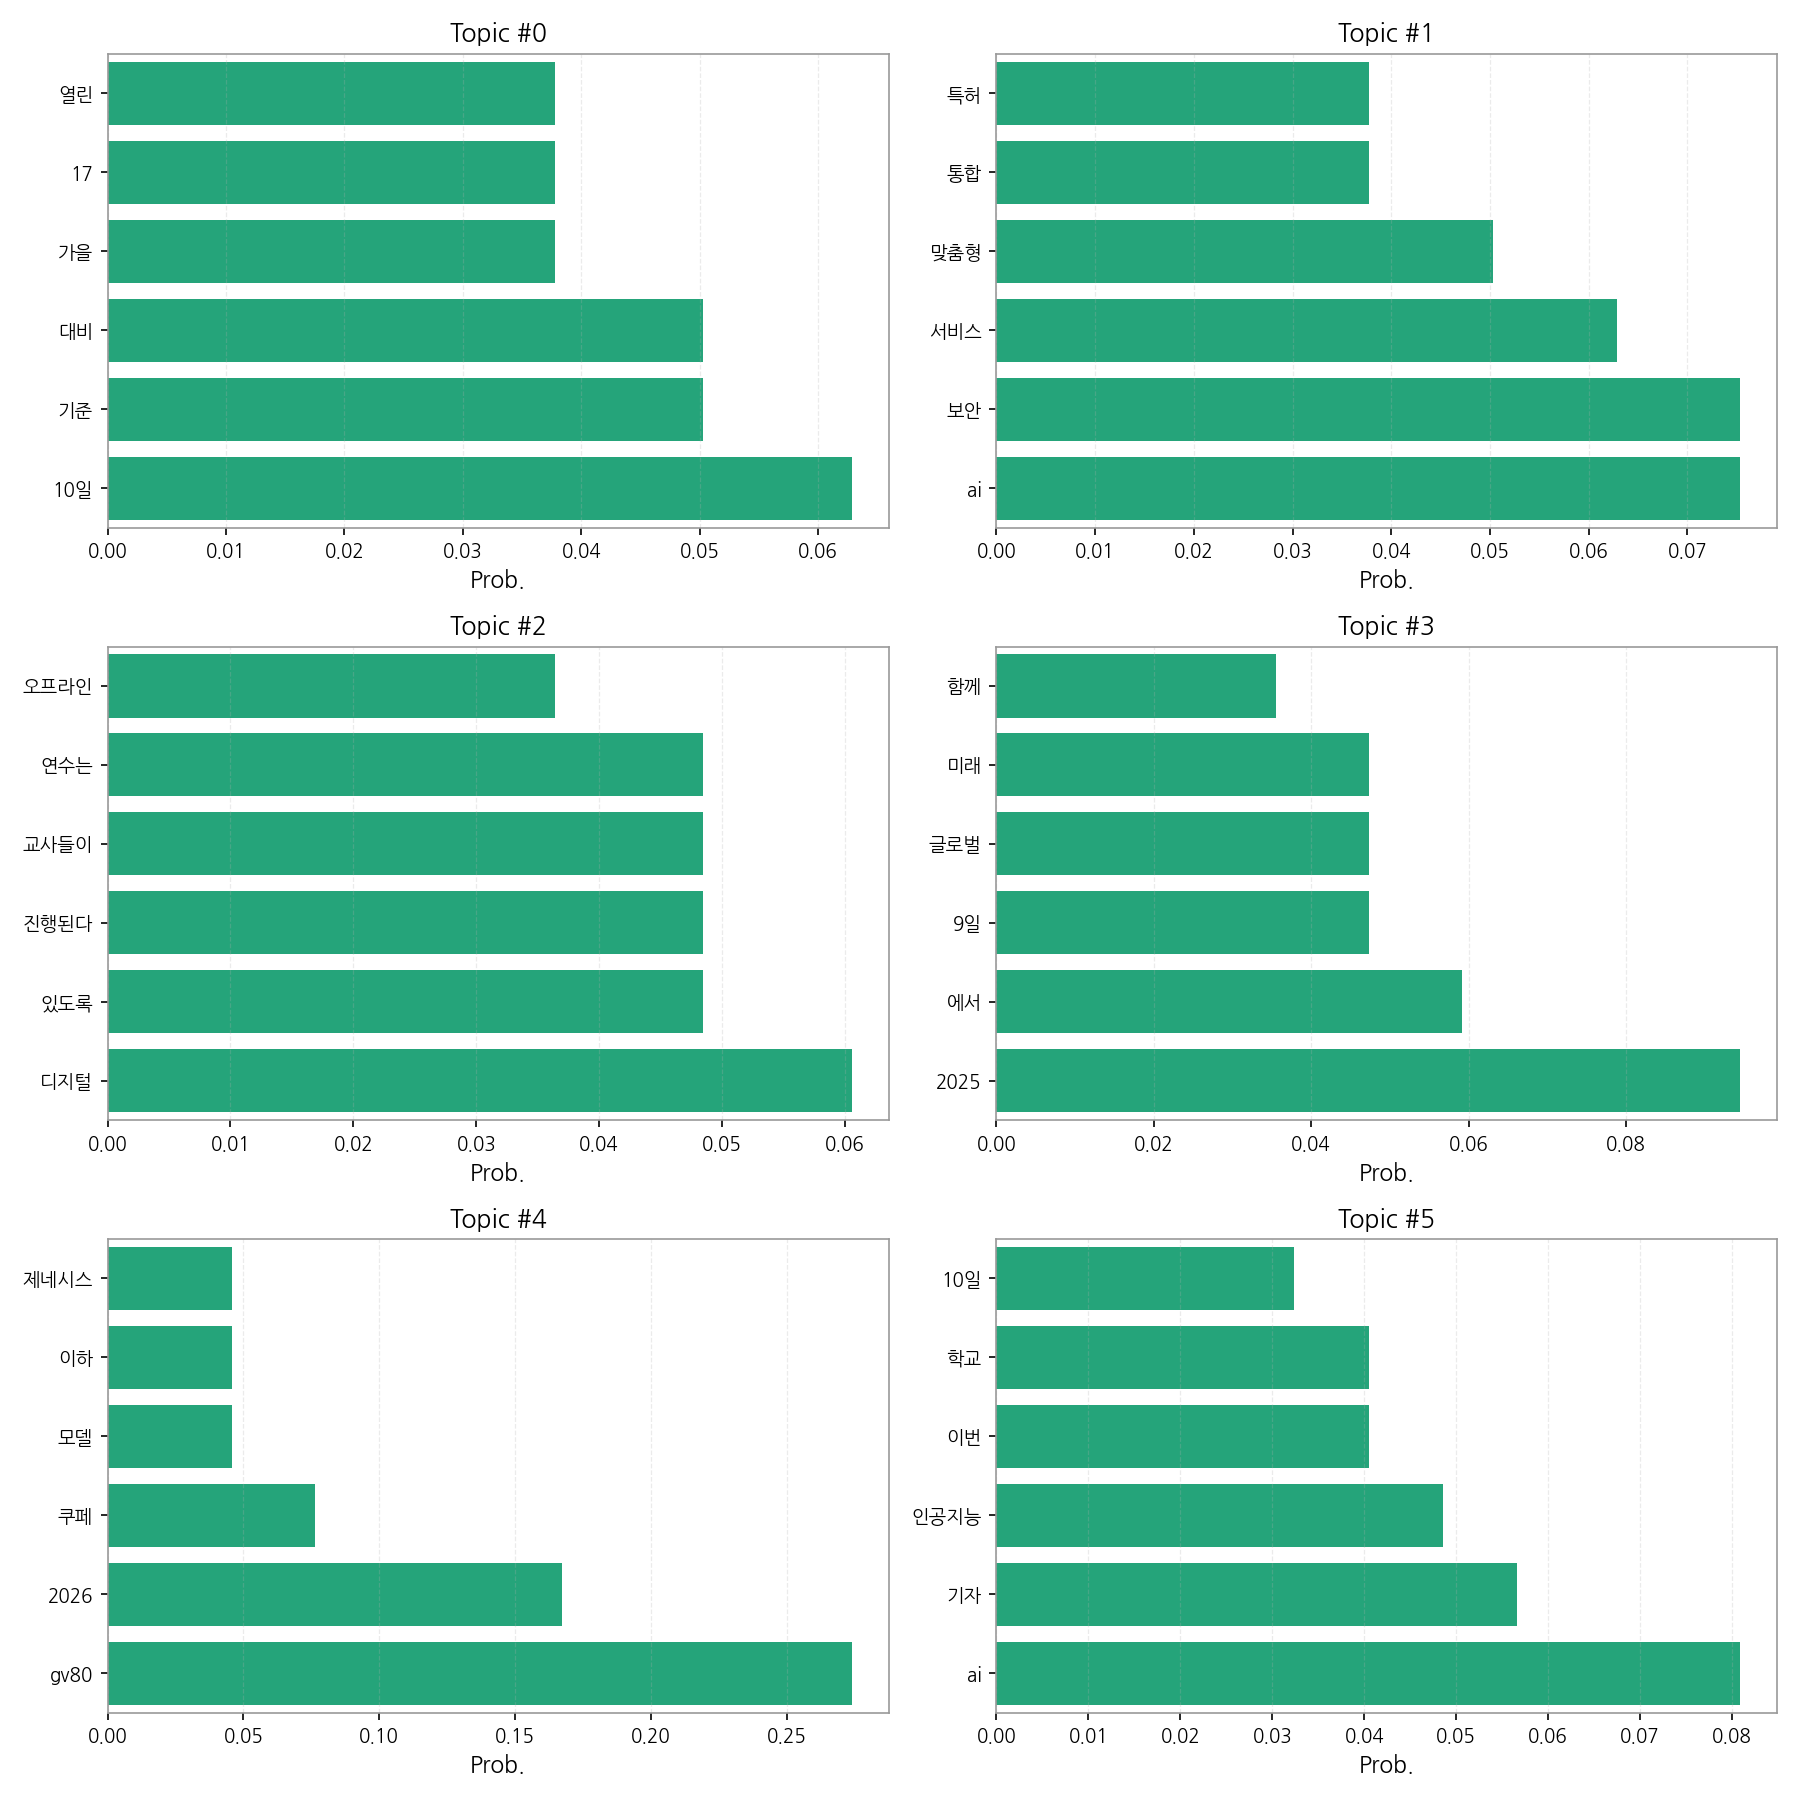 Topic #0
열린
17
가을
대비
기준
10일
0.00 0.01 0.02 0.03 0.04 0.05 0.06
Prob.
Topic #1
특허
통합
맞춤형
서비스
보안
ai
0.00 0.01 0.02 0.03 0.04 0.05 0.06 0.07
Prob.
Topic #2
오프라인
연수는
교사들이
진행된다
있도록
디지털
0.00 0.01 0.02 0.03 0.04 0.05 0.06
Prob.
Topic #3
함께
미래
글로벌
9일
에서
2025
0.00 0.02 0.04 0.06 0.08
Prob.
Topic #4
제네시스
이하
모델
쿠페
2026
gv80
0.00 0.05 0.10 0.15 0.20 0.25
Prob.
Topic #5
10일
학교
이번
인공지능
기자
ai
0.00 0.01 0.02 0.03 0.04 0.05 0.06 0.07 0.08
Prob.